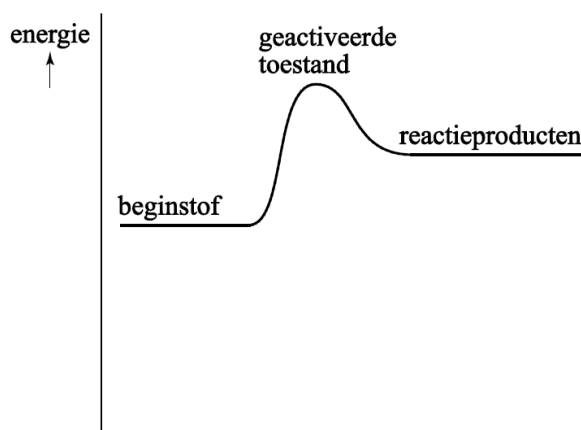 energie
geactiveerde
toestand
reactieproducten
beginstof